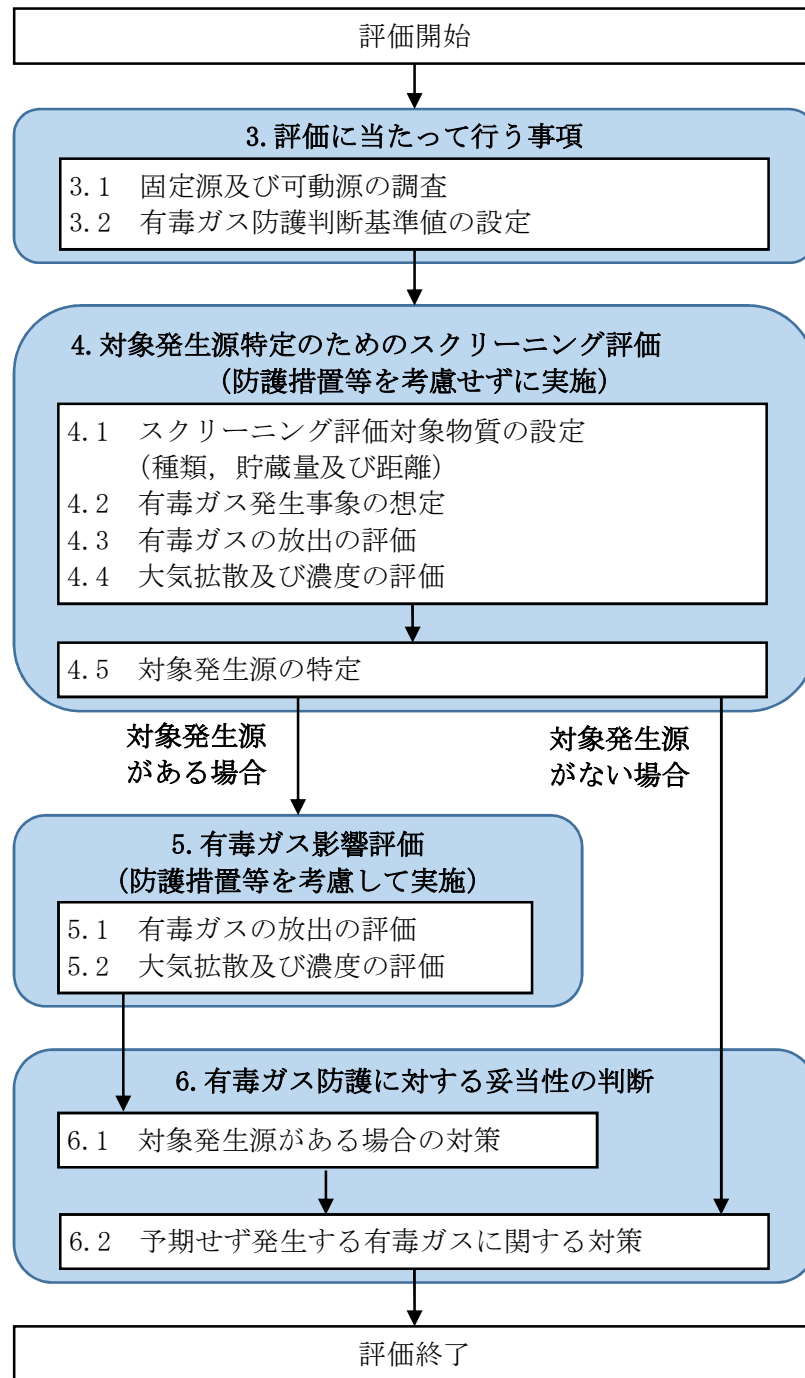 評価開始
3.評価に当たって行う事項
3.1 固定源及び可動源の調査
3.2 有毒ガス防護判断基準値の設定
4.対象発生源特定のためのスクリーニング評価
(防護措置等を考慮せずに実施)
4.1 スクリーニング評価対象物質の設定
(種類, 貯蔵量及び距離)
4.2 有毒ガス発生事象の想定
4.3 有毒ガスの放出の評価
4.4 大気拡散及び濃度の評価
4.5 対象発生源の特定
対象発生源
がある場合
対象発生源
がない場合
5.有毒ガス影響評価
(防護措置等を考慮して実施)
5.1 有毒ガスの放出の評価
5.2 大気拡散及び濃度の評価
6.有毒ガス防護に対する妥当性の判断
6.1 対象発生源がある場合の対策
6.2 予期せず発生する有毒ガスに関する対策
評価終了